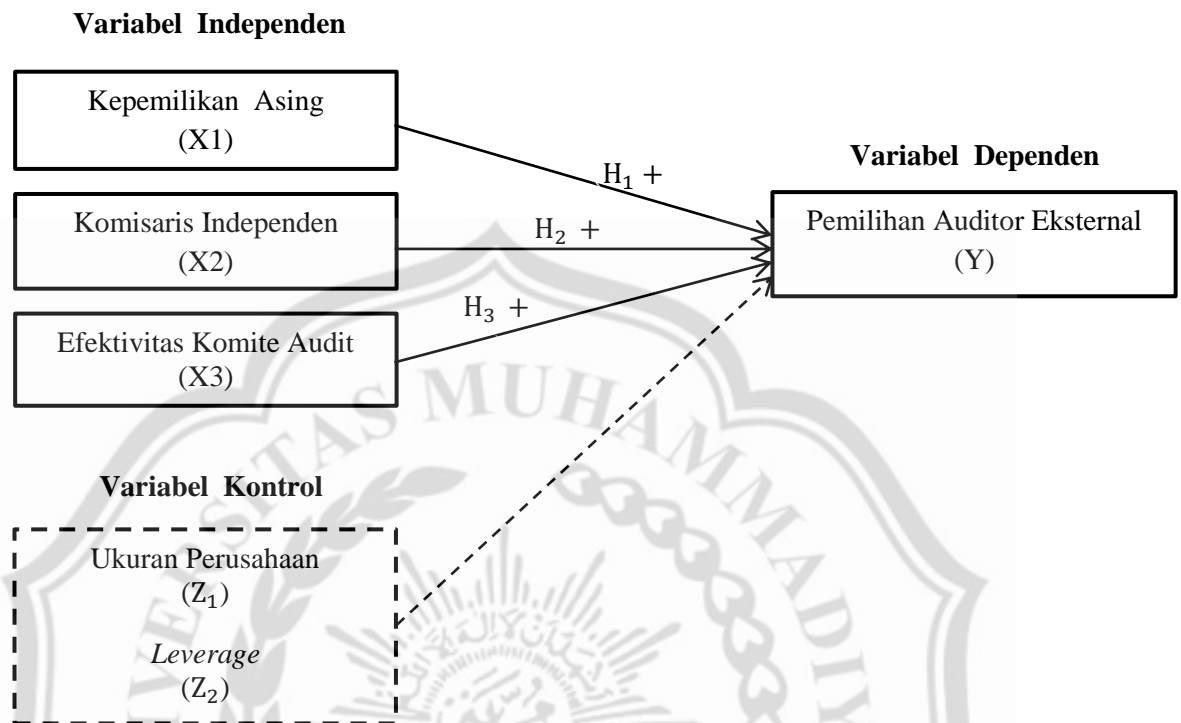 Variabel Independen
Kepemilikan Asing
(X1)
Komisaris Independen
(X2)
Efektivitas Komite Audit
(X3)
H₁ +
H₂ +
H₃ +
Variabel Dependen
Pemilihan Auditor Eksternal
(Y)
Variabel Kontrol
Ukuran Perusahaan
(Z₁)
Leverage
(Z₂)
MUHAMMADIY